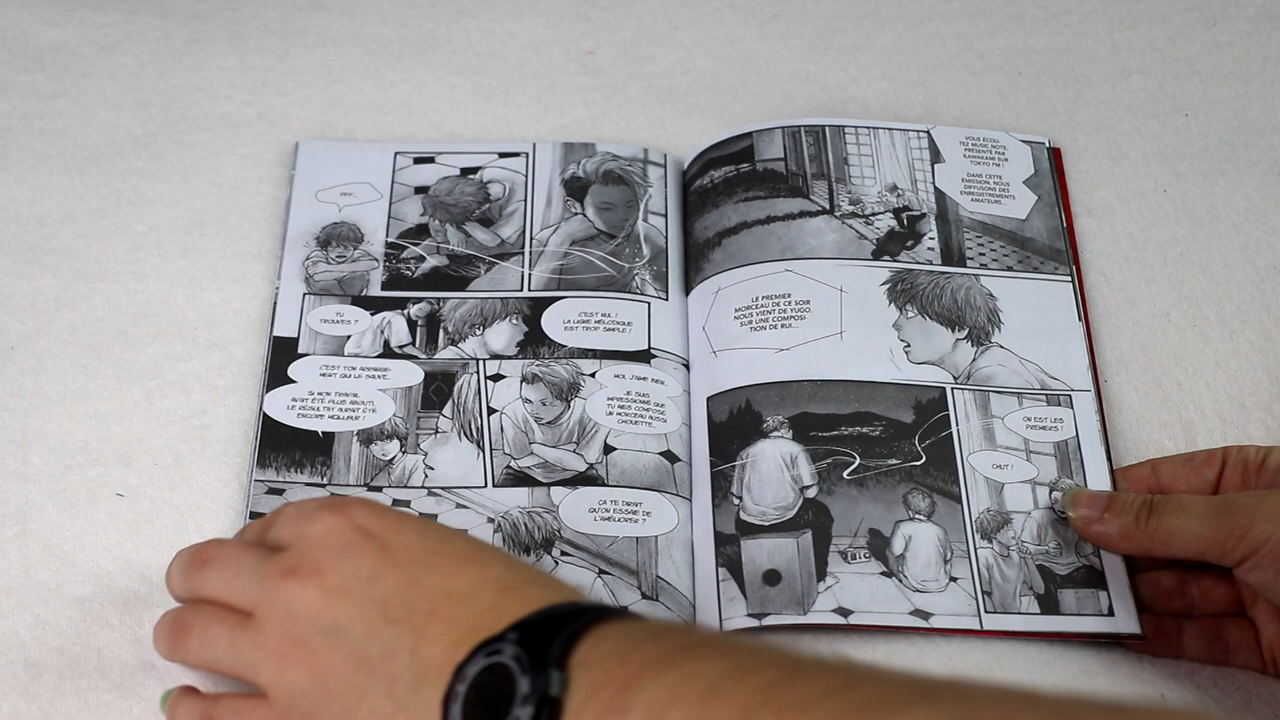 PFF...
TU
TROUVES ?
C'EST NUL !
LA LIGNE MÉLODIQUE
EST TROP SIMPLE !
C'EST TON ARRANGE-
MENT QUI LE SAUVE...
SI MON TRAVAIL
AVAIT ÉTÉ PLUS ABOUTI,
LE RÉSULTAT AURAIT ÉTÉ
ENCORE MEILLEUR !
MOI, J'AIME BIEN...
JE SUIS
IMPRESSIONNÉ QUE
TU AIES COMPOSÉ
UN MORCEAU AUSSI
CHOUETTE...
ÇA TE DIRAIT
QU'ON ESSAIE DE
L'AMÉLIORER ?
VOUS ÉCOU-
TEZ MUSIC NOTE,
PRÉSENTÉ PAR
KAWAKAMI SUR
TOKYO FM !
DANS CETTE
ÉMISSION, NOUS
DIFFUSONS DES
ENREGISTREMENTS
AMATEURS...
LE PREMIER
MORCEAU DE CE SOIR
NOUS VIENT DE YUGO,
SUR UNE COMPOSI-
TION DE RUI...
ON EST LES
PREMIERS !
CHUT !